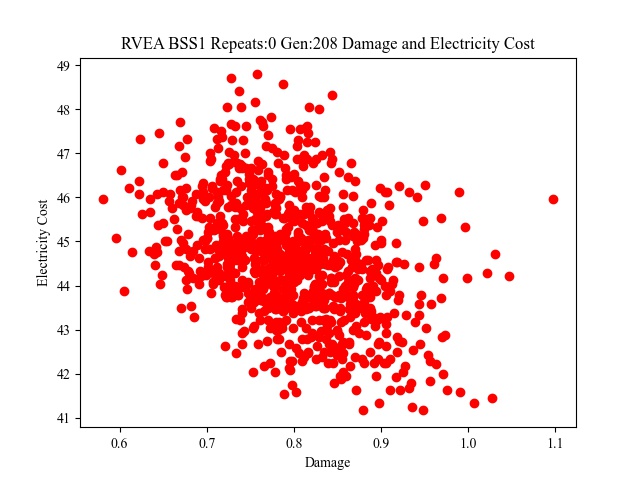 RVEA BSS1 Repeats:0 Gen:208 Damage and Electricity Cost
49
48
47
46
45
44
43
42
41
Electricity Cost
0.6 0.7 0.8 0.9 1.0 1.1
Damage